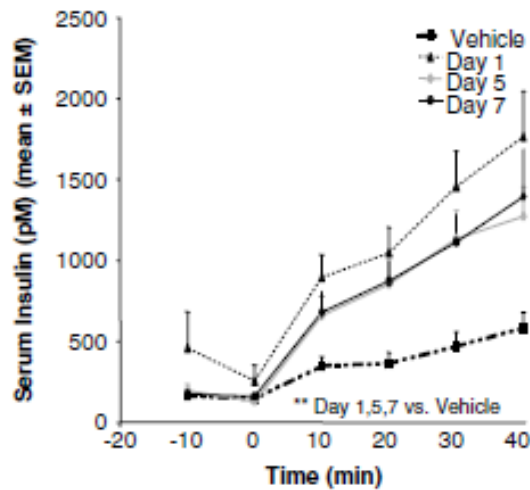 Vehicle
Day 1
Day 5
Day 7
2500
2000
1500
1000
500
0
Serum Insulin (pM) (mean ± SEM)
** Day 1,5,7 vs. Vehicle
-20 -10 0 10 20 30 40
Time (min)